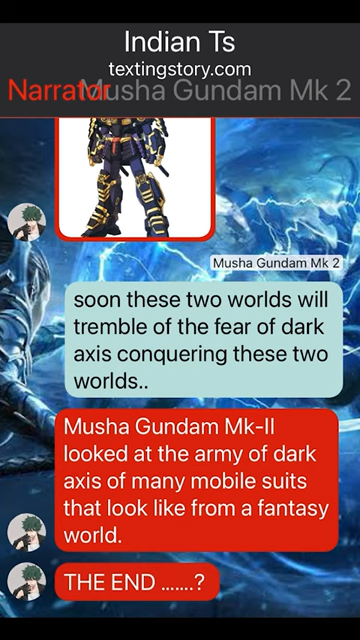 Indian Ts
textingstory.com
Narrator Musha Gundam Mk 2
Musha Gundam Mk 2
soon these two worlds will
tremble of the fear of dark
axis conquering these two
worlds..
Musha Gundam Mk-II
looked at the army of dark
axis of many mobile suits
that look like from a fantasy
world.
THE END .......?